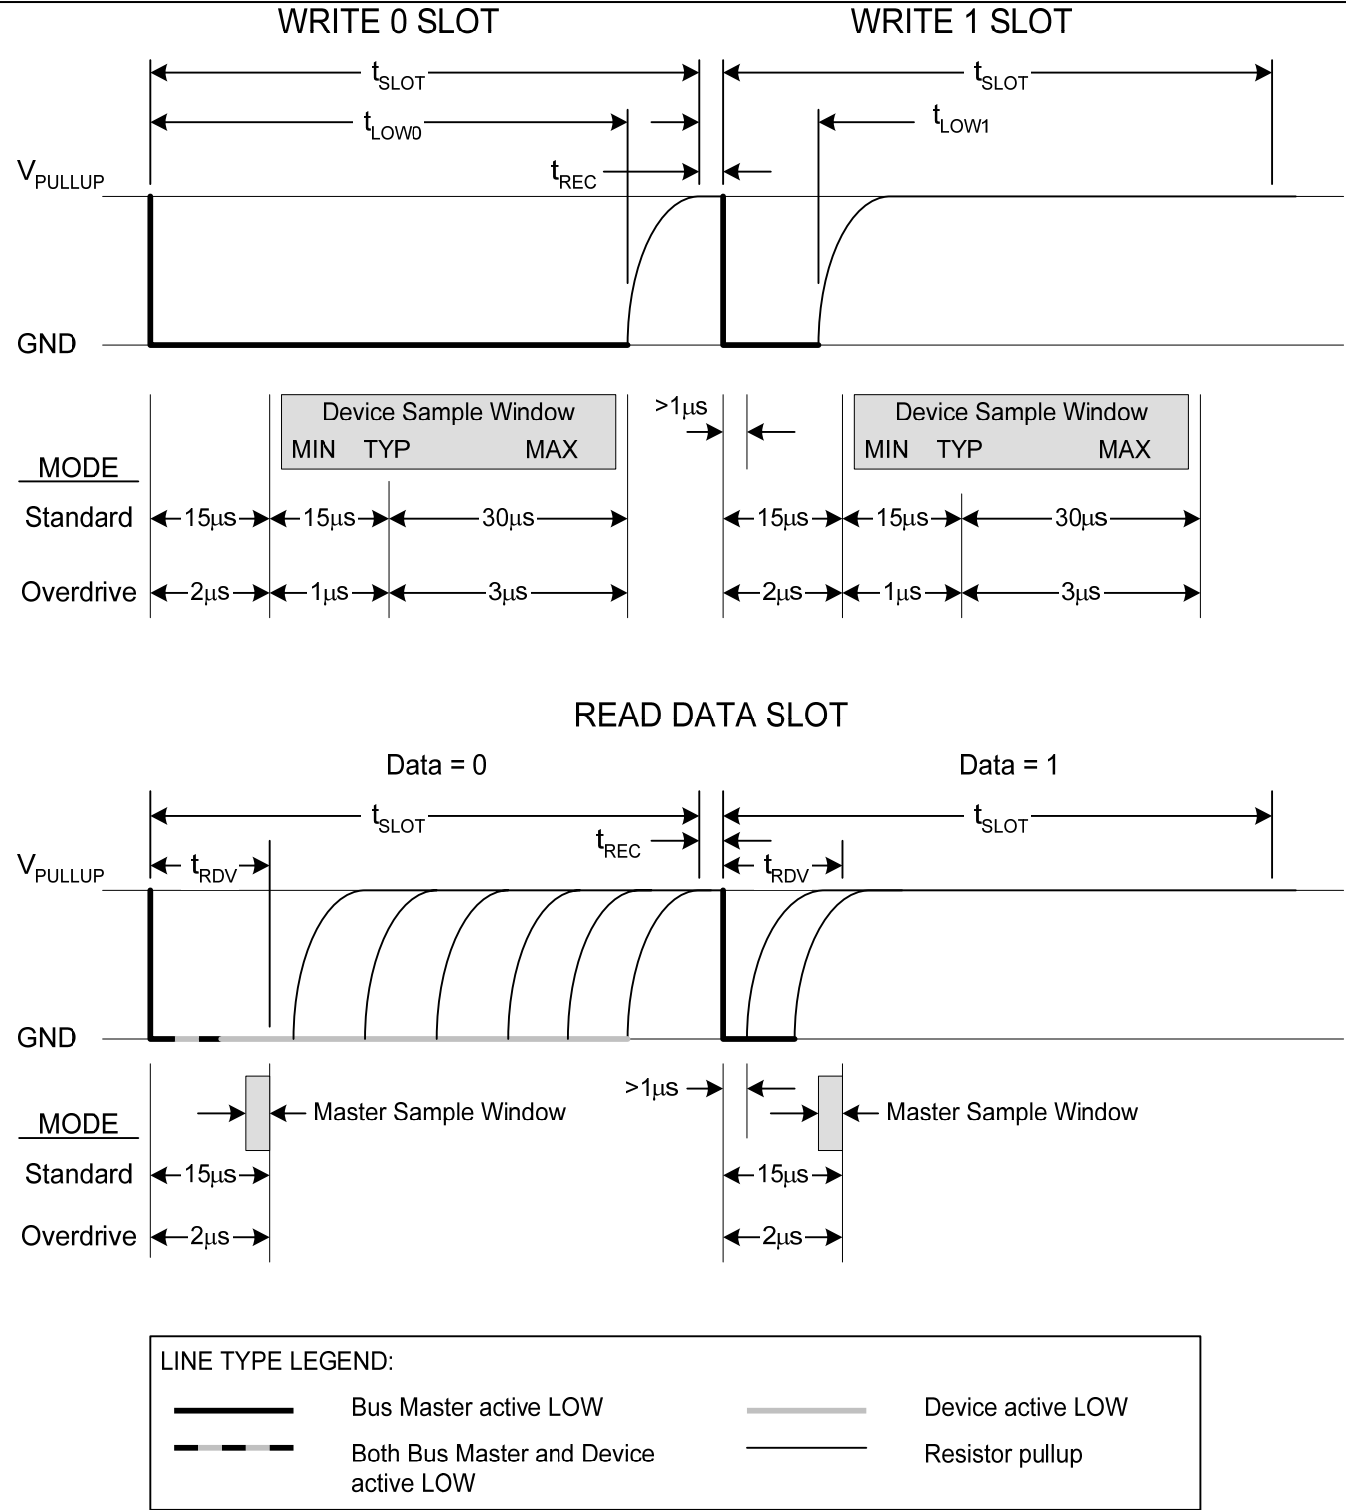 WRITE 0 SLOT WRITE 1 SLOT
tSLOT tSLOT
tLOW0 tLOW1
VPULLUP tREC
GND
Device Sample Window >1μs Device Sample Window
MIN TYP MAX MIN TYP MAX
MODE
Standard 15μs 15μs 30μs 15μs 15μs 30μs
Overdrive 2μs 1μs 3μs 2μs 1μs 3μs
READ DATA SLOT
Data = 0 Data = 1
tSLOT tSLOT
tREC
VPULLUP tRDV tRDV
GND
>1μs
Master Sample Window Master Sample Window
MODE
Standard 15μs 15μs
Overdrive 2μs 2μs
LINE TYPE LEGEND:
Bus Master active LOW Device active LOW
Both Bus Master and Device Resistor pullup
active LOW